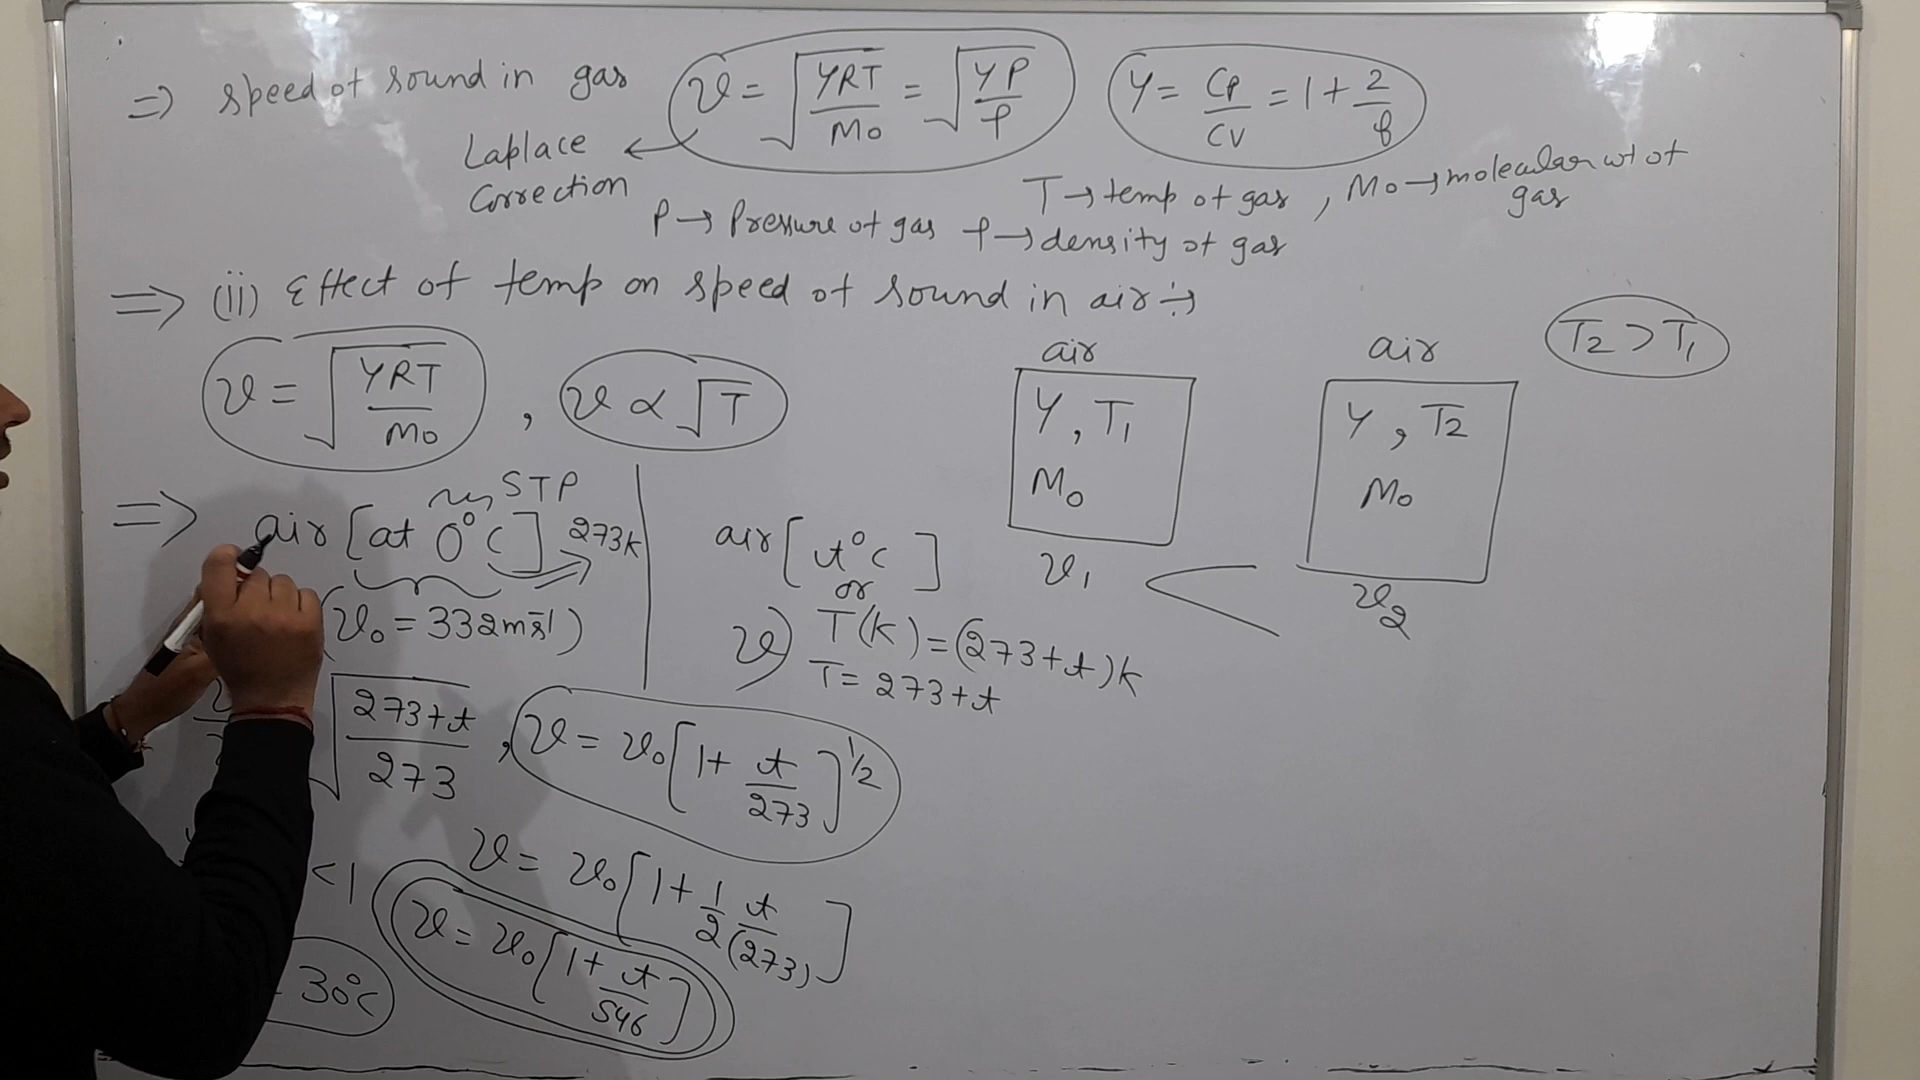 => speed of sound in gas v = √(γRT/M₀) = √(γP/ρ) γ = Cp/Cv = 1 + 2/f
Laplace Correction ←
T → temp of gas , M₀ → molecular wt of gas
P → Pressure of gas ρ → density of gas
=> (ii) Effect of temp on speed of sound in air :→
v = √(γRT/M₀) , v ∝ √T
air
γ , T₁
M₀
v₁
<
air
γ , T₂
M₀
v₂
T₂ > T₁
=> air [at 0°C] 273K
→ STP
(v₀ = 332ms⁻¹)
air [t°C]
or
v) T(K) = (273+t)K
T = 273+t
√((273+t)/273) , v = v₀[1 + t/273]^1/2
<1
v = v₀[1 + 1/2 t/(273)]
v = v₀[1 + t/546]
30°C